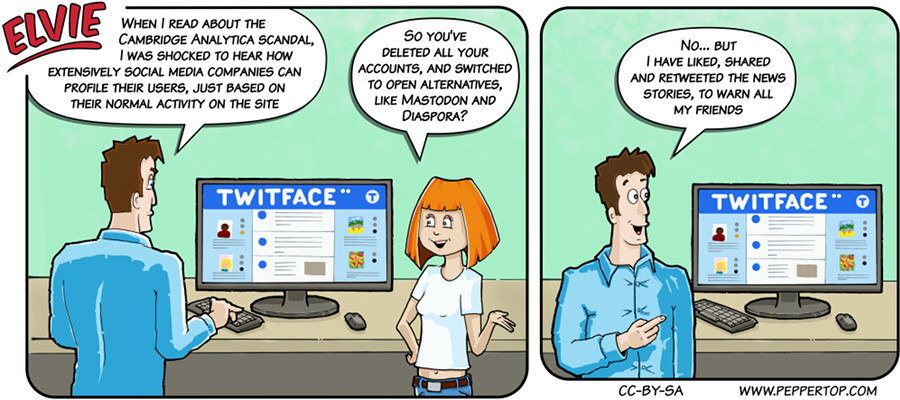 ELVIE
WHEN I READ ABOUT THE
CAMBRIDGE ANALYTICA SCANDAL,
I WAS SHOCKED TO HEAR HOW
EXTENSIVELY SOCIAL MEDIA COMPANIES CAN
PROFILE THEIR USERS, JUST BASED ON
THEIR NORMAL ACTIVITY ON THE SITE
SO YOU'VE
DELETED ALL YOUR
ACCOUNTS, AND SWITCHED
TO OPEN ALTERNATIVES,
LIKE MASTODON AND
DIASPORA?
TWITFACE
T
NO... BUT
I HAVE LIKED, SHARED
AND RETWEETED THE NEWS
STORIES, TO WARN ALL
MY FRIENDS
TWITFACE
T
CC-BY-SA
WWW.PEPPERTOP.COM